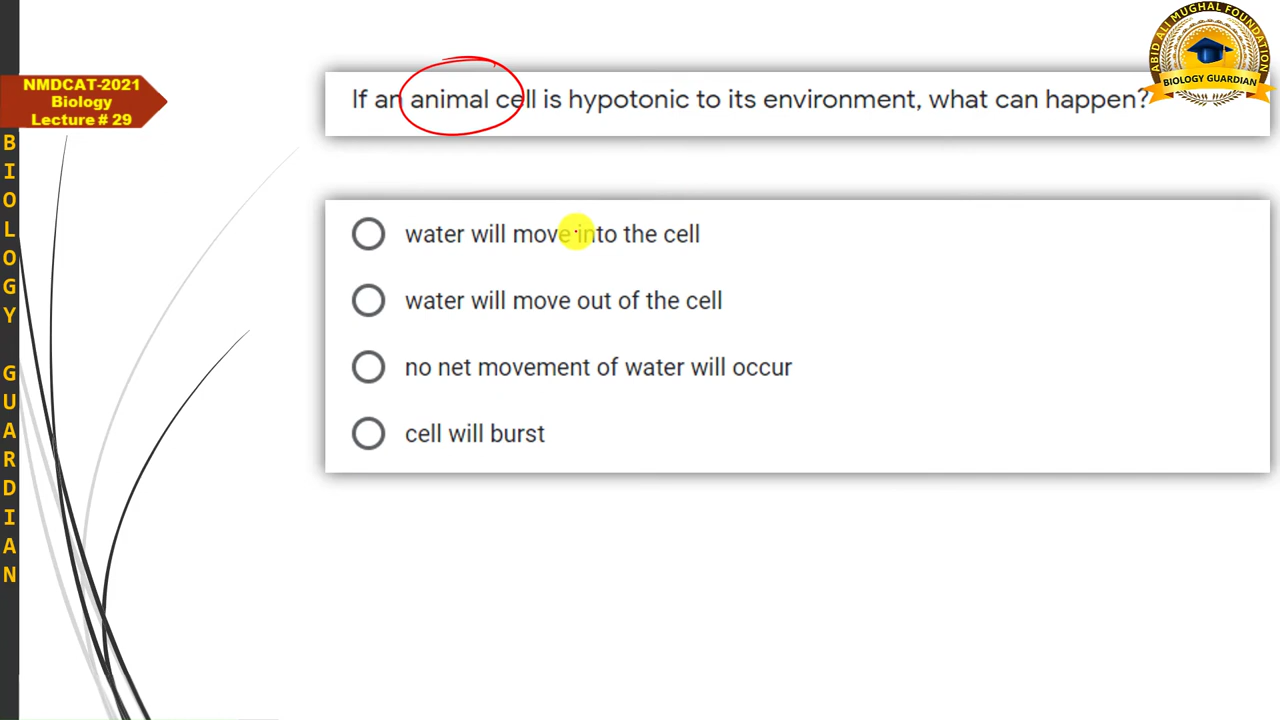 ABID ALI MUGHAL FOUNDATION
BIOLOGY GUARDIAN
NMDCAT-2021
Biology
Lecture # 29
BIOLOGY GUARDIAN
If an animal cell is hypotonic to its environment, what can happen?
water will move into the cell
water will move out of the cell
no net movement of water will occur
cell will burst